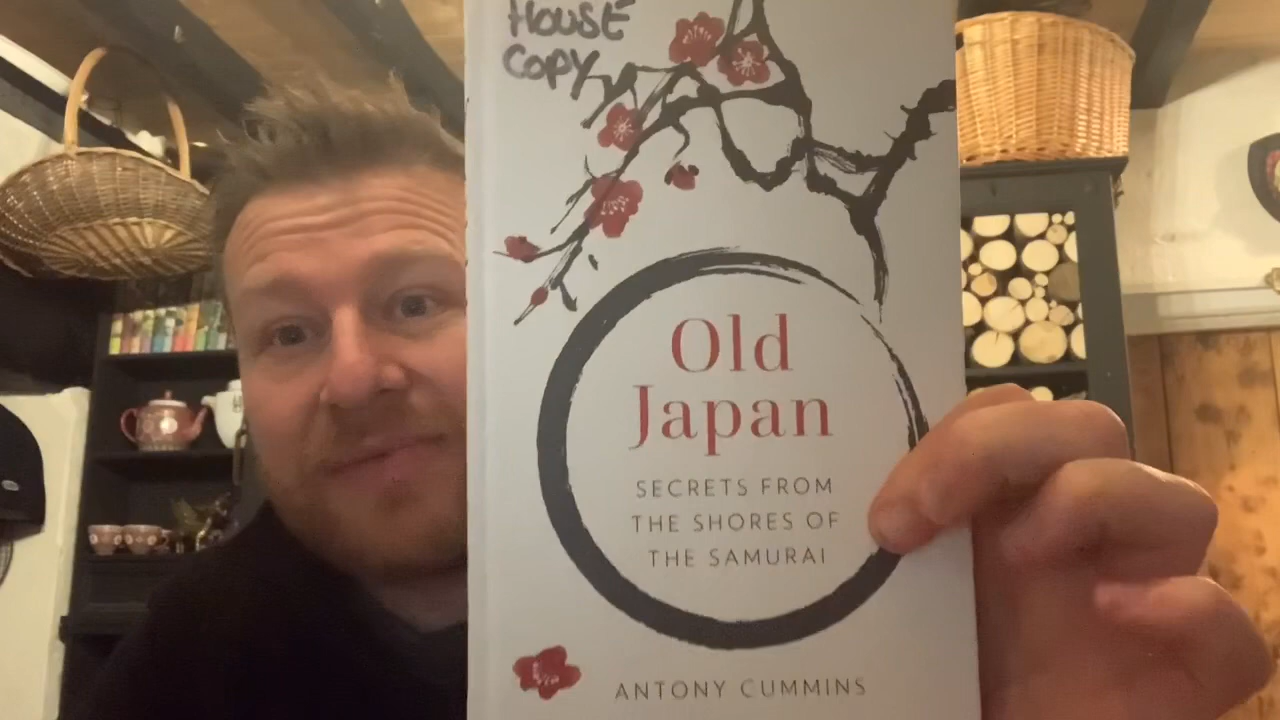 HOUSE
COPY
Old
Japan
SECRETS FROM
THE SHORES OF
THE SAMURAI
ANTONY CUMMINS